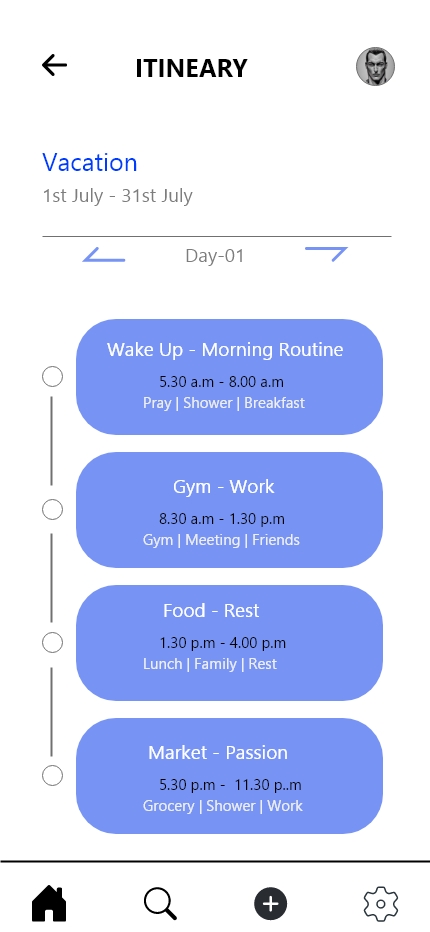 ITINEARY
Vacation
1st July - 31st July
Day-01
Wake Up - Morning Routine
5.30 a.m - 8.00 a.m
Pray | Shower | Breakfast
Gym - Work
8.30 a.m - 1.30 p.m
Gym | Meeting | Friends
Food - Rest
1.30 p.m - 4.00 p.m
Lunch | Family | Rest
Market - Passion
5.30 p.m -  11.30 p..m
Grocery | Shower | Work